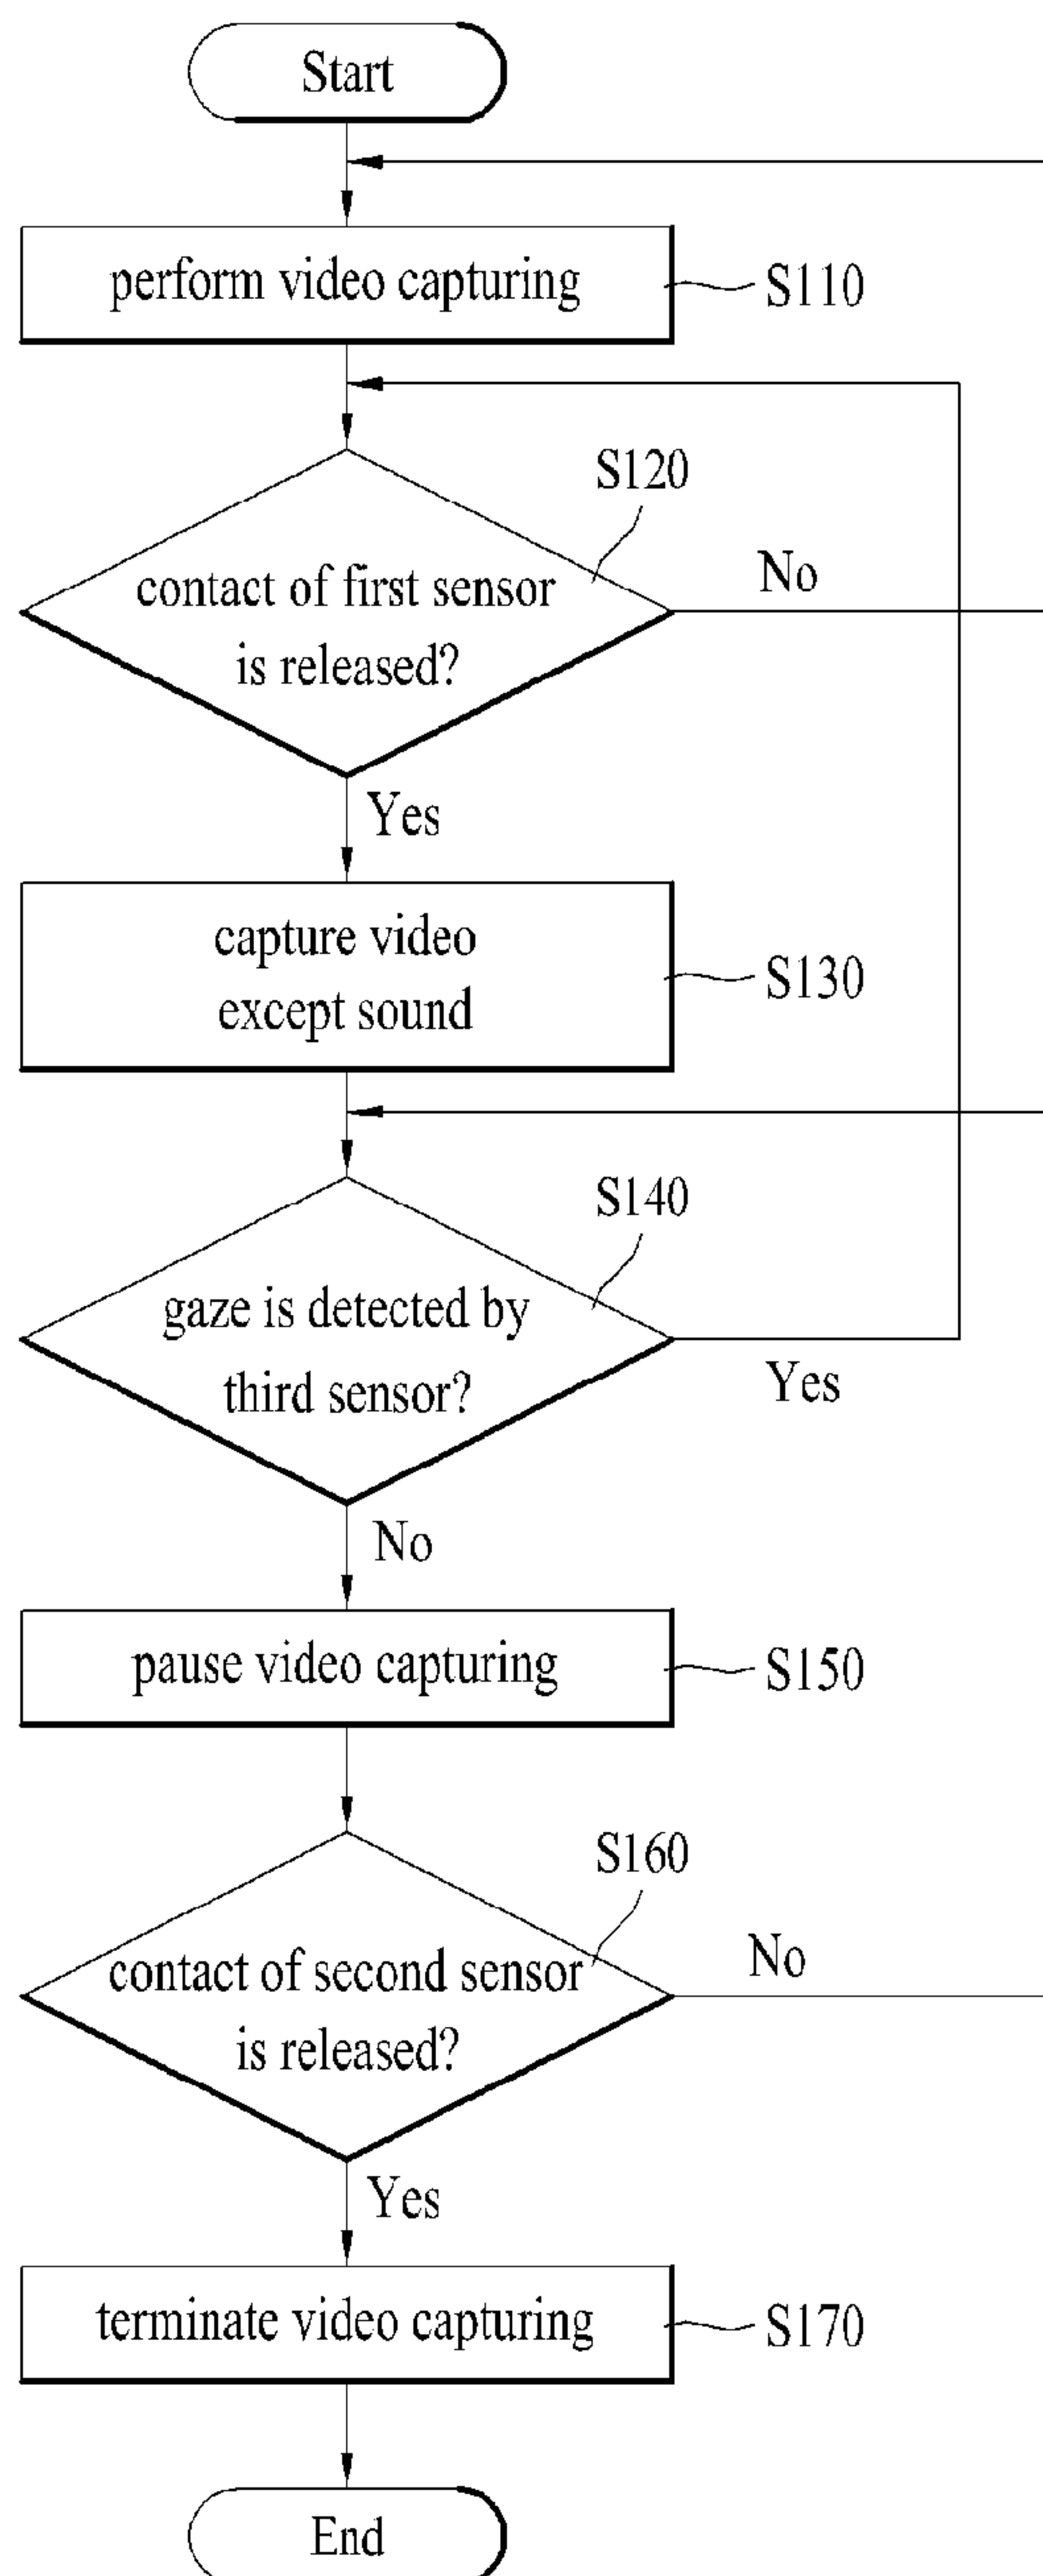 Start
perform video capturing
S110
S120
contact of first sensor
is released?
No
Yes
capture video
except sound
S130
S140
gaze is detected by
third sensor?
Yes
No
pause video capturing
S150
S160
contact of second sensor
is released?
No
Yes
terminate video capturing
S170
End